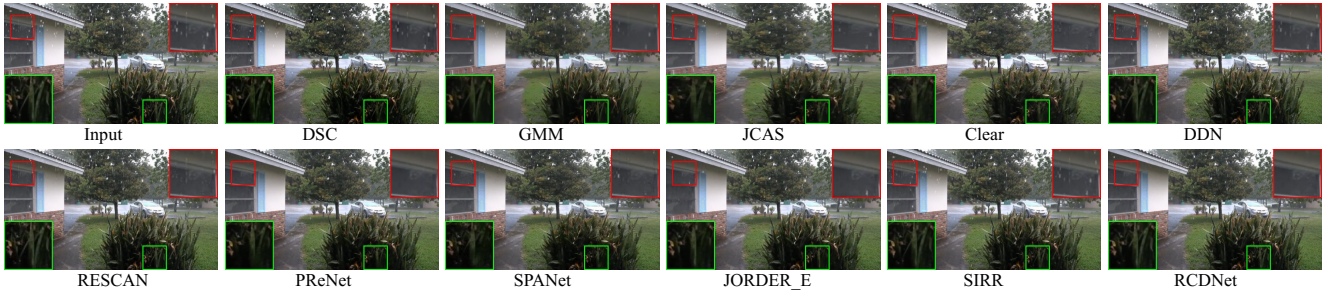 Input DSC GMM JCAS Clear DDN
RESCAN PReNet SPANet JORDER_E SIRR RCDNet